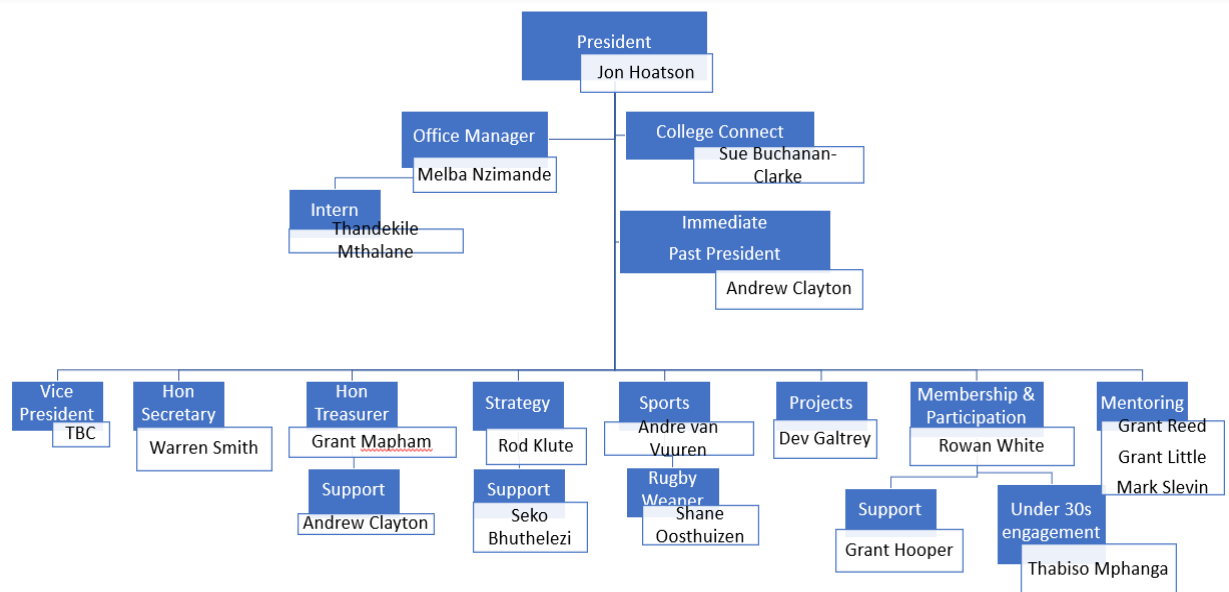 President
Jon Hoatson
Office Manager
Melba Nzimande
College Connect
Sue Buchanan-
Clarke
Intern
Thandekile
Mthalane
Immediate
Past President
Andrew Clayton
Vice
President
TBC
Hon
Secretary
Warren Smith
Hon
Treasurer
Grant Mapham
Support
Andrew Clayton
Strategy
Rod Klute
Support
Seko
Bhuthelezi
Sports
Andre van
Vuuren
Rugby
Weaner
Shane
Oosthuizen
Projects
Dev Galtrey
Membership &
Participation
Rowan White
Support
Grant Hooper
Under 30s
engagement
Thabiso Mphanga
Mentoring
Grant Reed
Grant Little
Mark Slevin